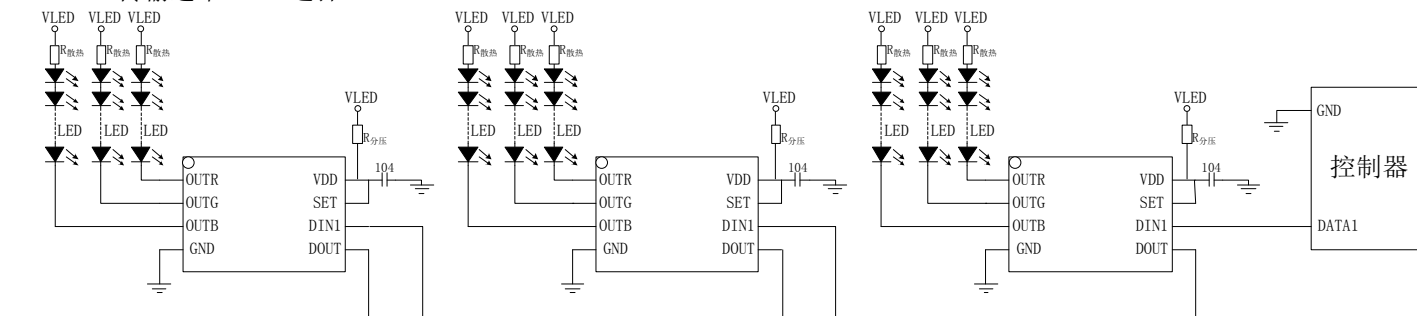 VLED VLED VLED
VLED VLED VLED
VLED VLED VLED
R散热 R散热 R散热
R散热 R散热 R散热
R散热 R散热 R散热
VLED
VLED
VLED
GND
LED LED LED
R分压
LED LED LED
R分压
LED LED LED
R分压
控制器
104
104
104
OUTR VDD
OUTR VDD
OUTR VDD
OUTG SET
OUTG SET
OUTG SET
OUTB DIN1
OUTB DIN1
OUTB DIN1
DATA1
GND DOUT
GND DOUT
GND DOUT